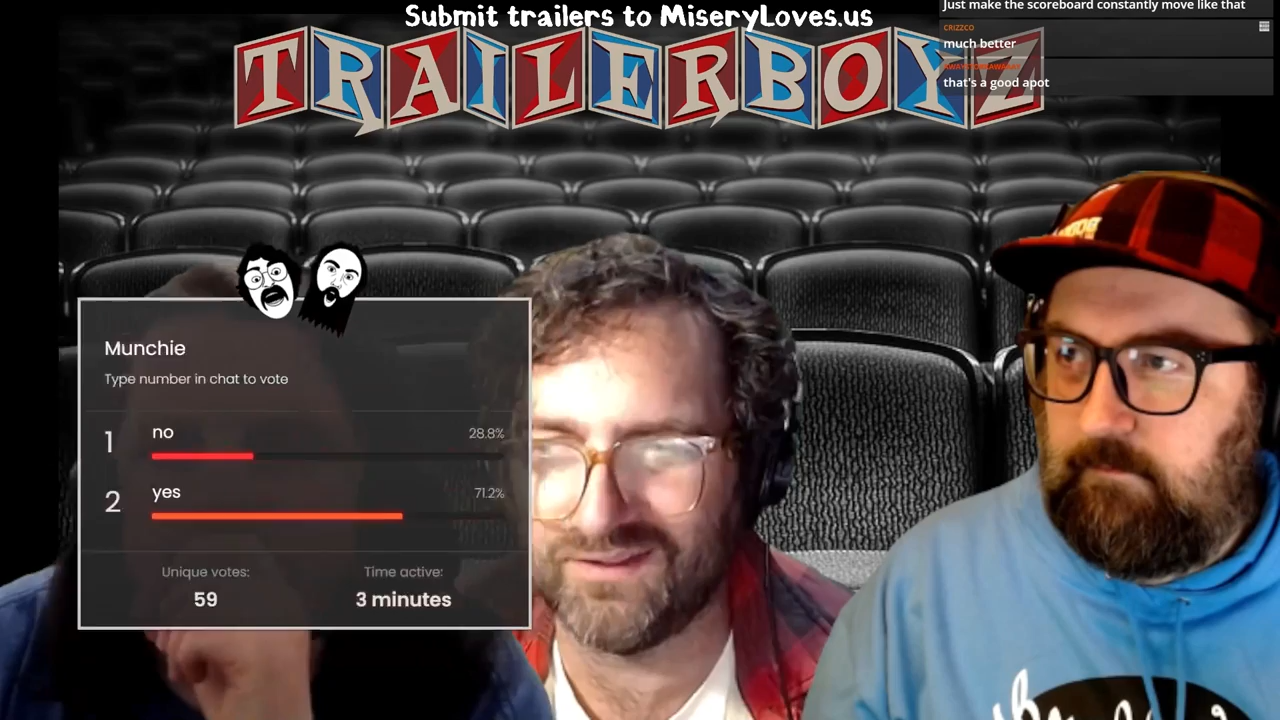 Submit trailers to MiseryLoves.us
TRAILERBOYZ
Just make the scoreboard constantly move like that
CRIZZCO
much better
that's a good apot
Munchie
Type number in chat to vote
1 no 28.8%
2 yes 71.2%
Unique votes: Time active:
59 3 minutes